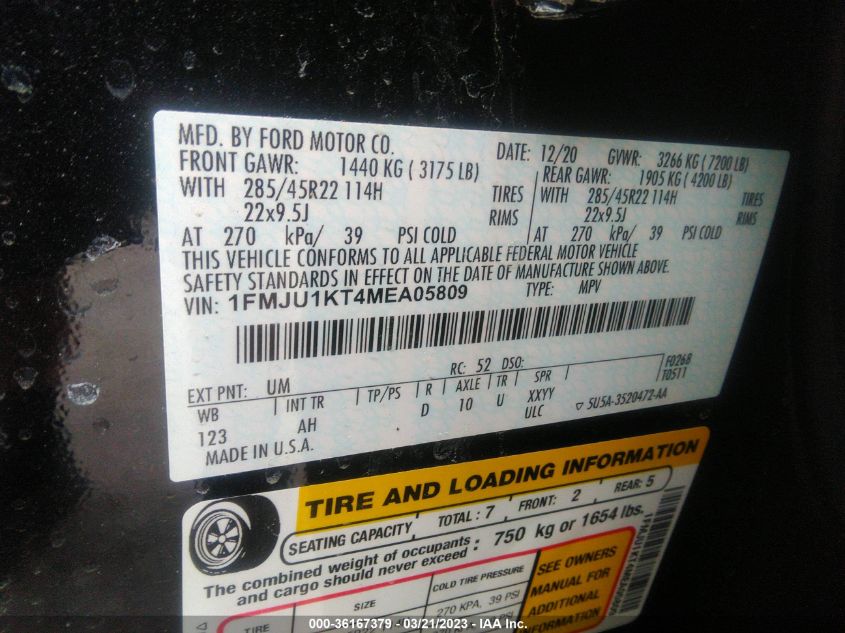 MFD. BY FORD MOTOR CO. DATE: 12/20 GVWR: 3266 KG ( 7200 LB)
FRONT GAWR: 1440 KG ( 3175 LB) REAR GAWR: 1905 KG ( 4200 LB)
WITH 285/45R22 114H TIRES WITH 285/45R22 114H TIRES
22x9.5J RIMS 22x9.5J RIMS
AT 270 kPa/ 39 PSI COLD AT 270 kPa/ 39 PSI COLD
THIS VEHICLE CONFORMS TO ALL APPLICABLE FEDERAL MOTOR VEHICLE
SAFETY STANDARDS IN EFFECT ON THE DATE OF MANUFACTURE SHOWN ABOVE.
VIN: 1FMJU1KT4MEA05809 TYPE: MPV
F0268
T0511
EXT PNT: UM RC: 52 DSO:
WB INT TR TP/PS R AXLE TR SPR
123 AH D 10 U XXYY
ULC ▽ 5U5A-3520472-AA
MADE IN U.S.A.
TIRE AND LOADING INFORMATION
SEATING CAPACITY TOTAL : 7 FRONT: 2 REAR: 5
The combined weight of occupants and cargo should never exceed : 750 kg or 1654 lbs.
TIRE SIZE COLD TIRE PRESSURE
270 KPA, 39 PSI
SEE OWNERS
MANUAL FOR
ADDITIONAL
INFORMATION
000-36167379 / 03/21/2023 - IAA Inc.